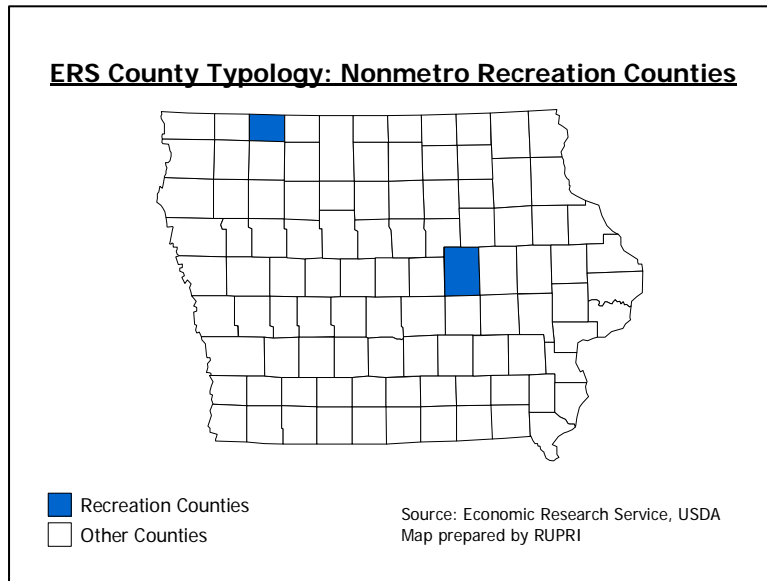 ERS County Typology: Nonmetro Recreation Counties
Recreation Counties
Other Counties
Source: Economic Research Service, USDA
Map prepared by RUPRI